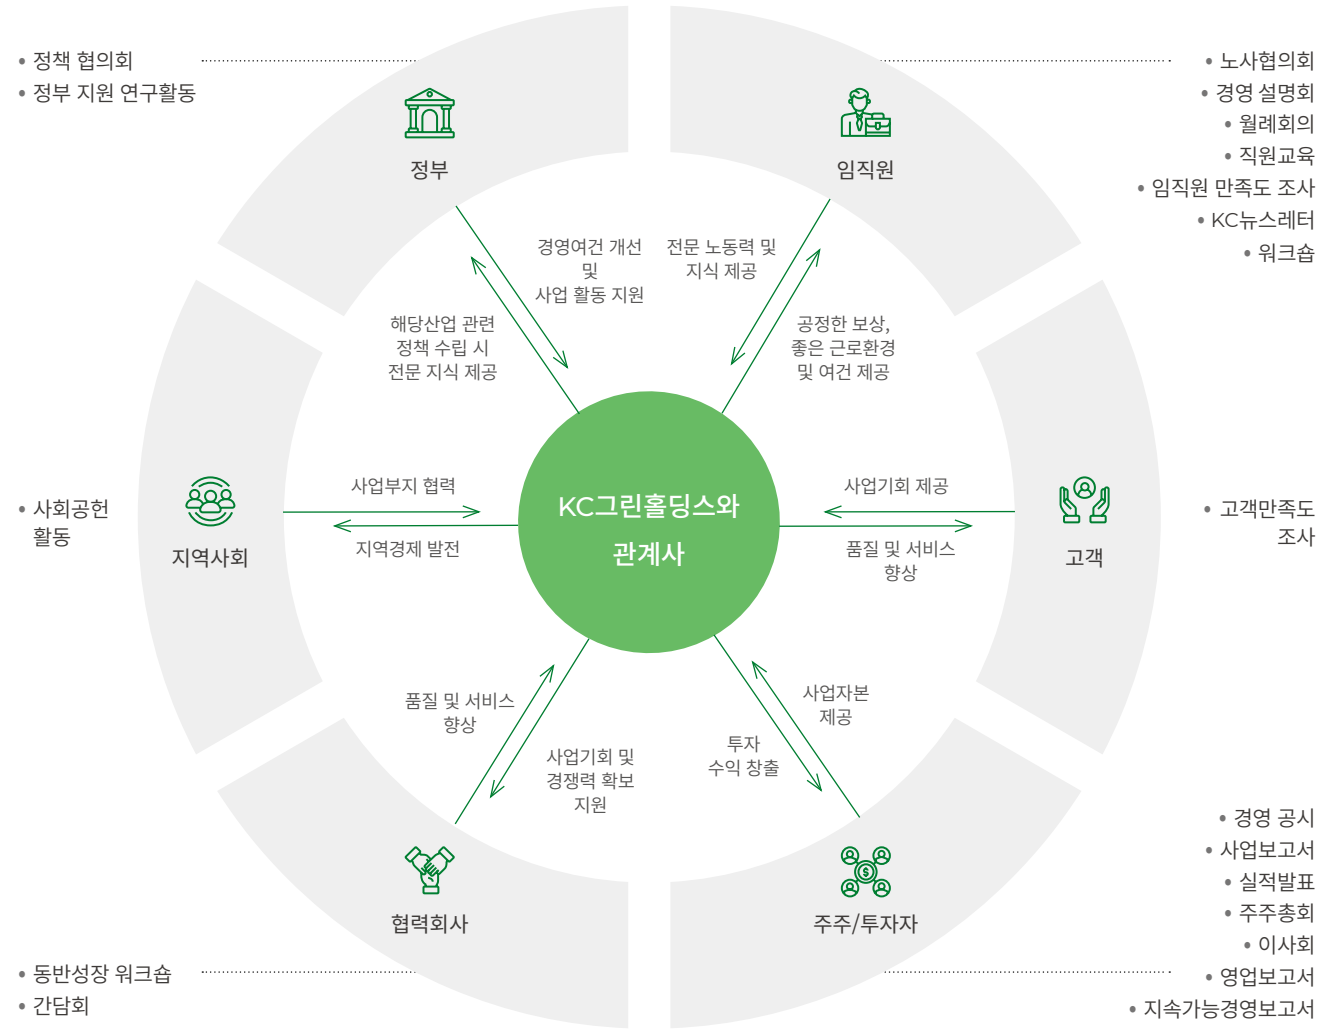 • 정책 협의회
• 정부 지원 연구활동
정부
임직원
• 노사협의회
• 경영 설명회
• 월례회의
• 직원교육
• 임직원 만족도 조사
• KC뉴스레터
• 워크숍
경영여건 개선
및
사업 활동 지원
전문 노동력 및
지식 제공
해당산업 관련
정책 수립 시
전문 지식 제공
공정한 보상,
좋은 근로환경
및 여건 제공
• 사회공헌
활동
지역사회
사업부지 협력
지역경제 발전
KC그린홀딩스와
관계사
사업기회 제공
품질 및 서비스
향상
고객
• 고객만족도
조사
품질 및 서비스
향상
사업기회 및
경쟁력 확보
지원
사업자본
제공
투자
수익 창출
협력회사
주주/투자자
• 동반성장 워크숍
• 간담회
• 경영 공시
• 사업보고서
• 실적발표
• 주주총회
• 이사회
• 영업보고서
• 지속가능경영보고서